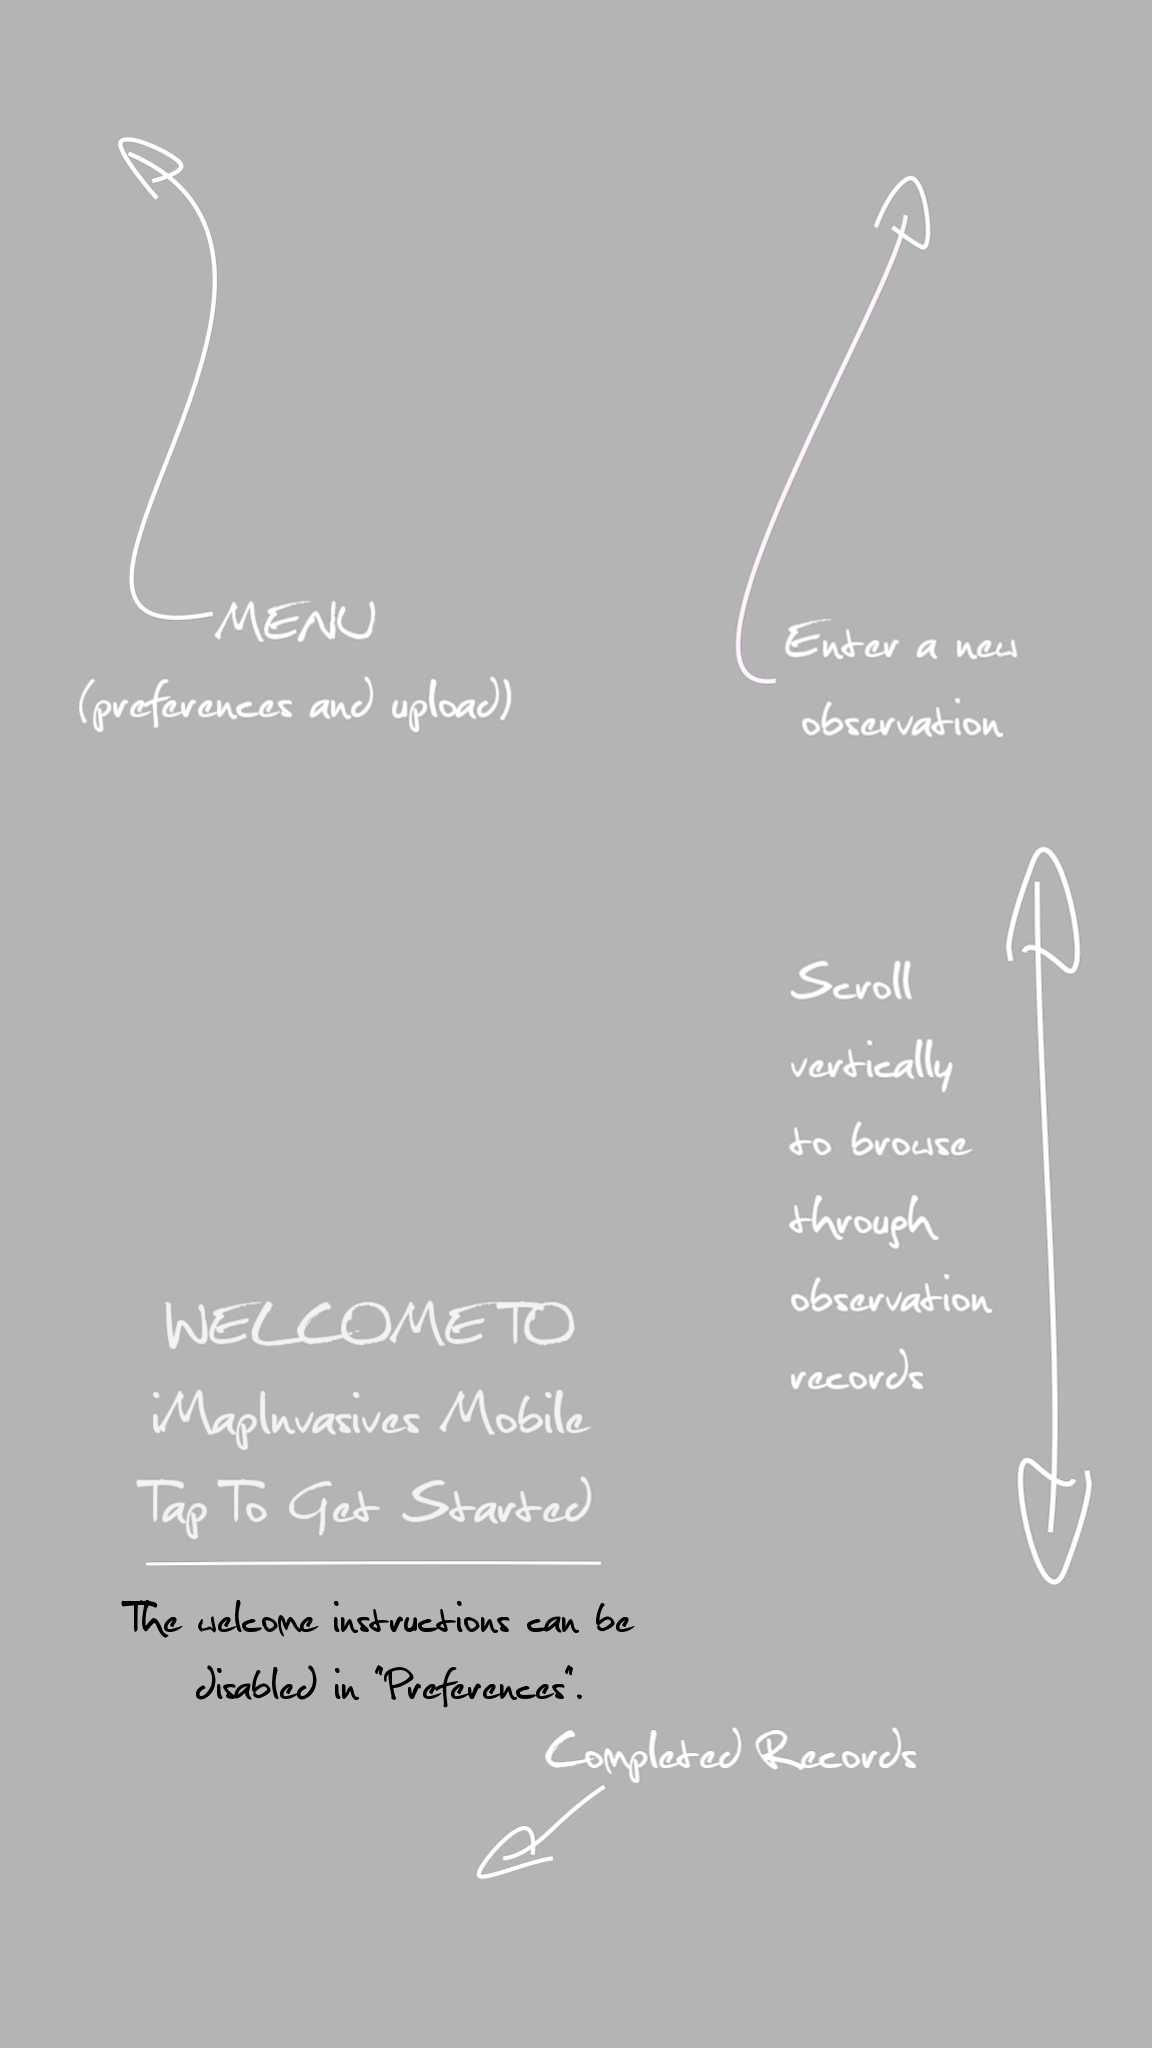 MENU
(preferences and upload))
Enter a new
observation
Scroll
vertically
to browse
through
observation
records
WELCOME TO
iMapInvasives Mobile
Tap To Get Started
The welcome instructions can be
disabled in "Preferences".
Completed Records